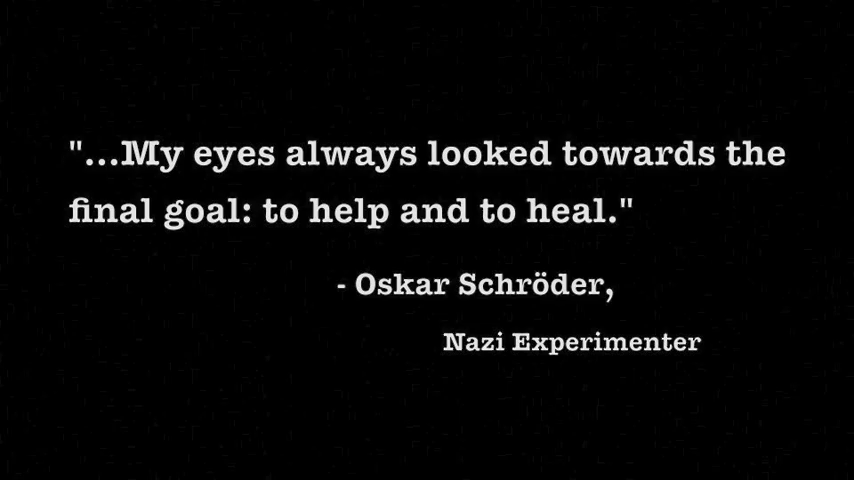 "...My eyes always looked towards the
final goal: to help and to heal."
- Oskar Schröder,
Nazi Experimenter